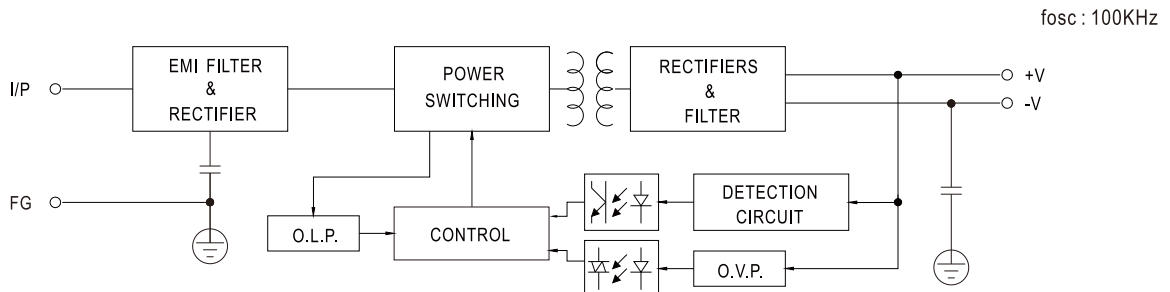 fosc : 100KHz
I/P
EMI FILTER
&
RECTIFIER
POWER
SWITCHING
RECTIFIERS
&
FILTER
+V
-V
FG
O.L.P.
CONTROL
DETECTION
CIRCUIT
O.V.P.